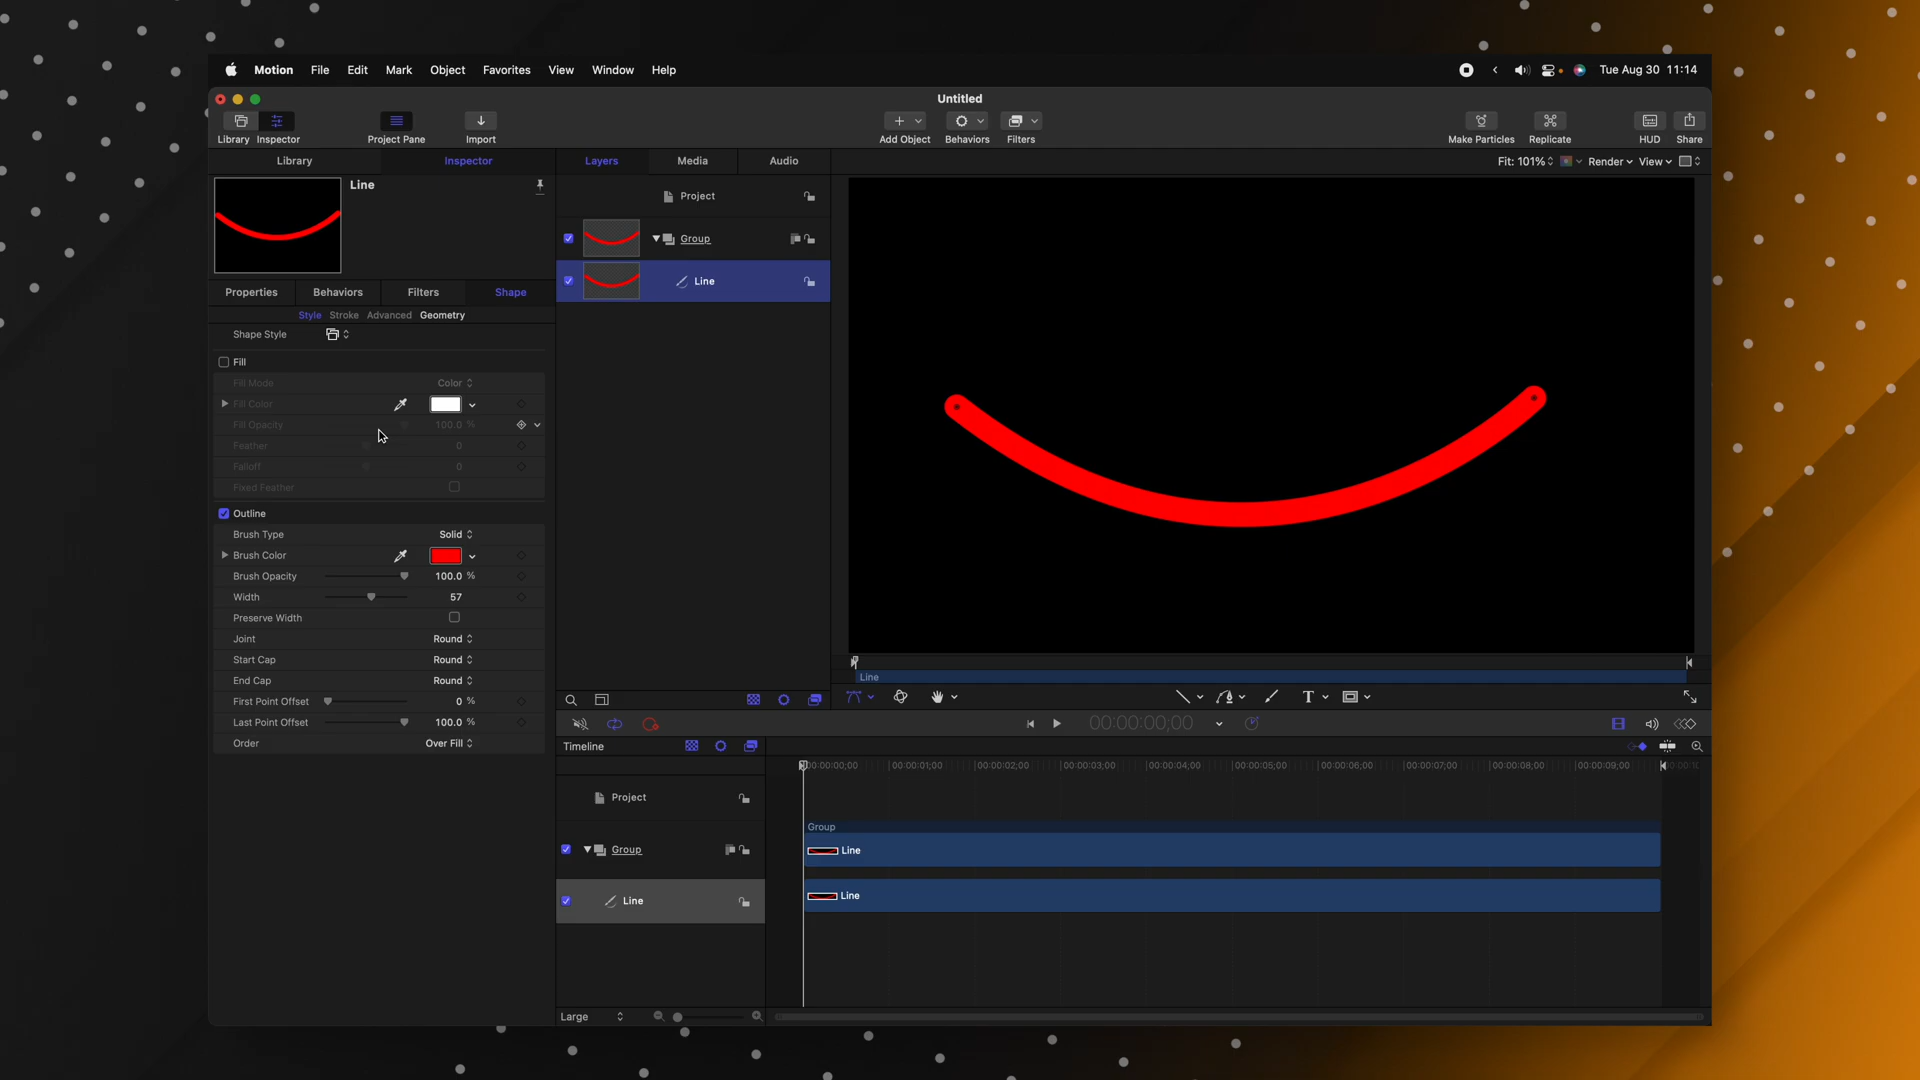 Motion File Edit Mark Object Favorites View Window Help
Tue Aug 30 11:14
Untitled
Library Inspector Project Pane Import
Add Object Behaviors Filters
Make Particles Replicate HUD Share
Library Inspector
Layers Media Audio
Fit: 101% Render View
Line
Project
Group
Line
Properties Behaviors Filters Shape
Style Stroke Advanced Geometry
Shape Style
Fill
Fill Mode Color
Fill Color
Fill Opacity 100.0 %
Feather 0
Falloff 0
Fixed Feather
Outline
Brush Type Solid
Brush Color
Brush Opacity 100.0 %
Width 57
Preserve Width
Joint Round
Start Cap Round
End Cap Round
First Point Offset 0 %
Last Point Offset 100.0 %
Order Over Fill
Line
T
00:00:00;00
Timeline
00:00:00;00 00:00:01;00 00:00:02;00 00:00:03;00 00:00:04;00 00:00:05;00 00:00:06;00 00:00:07;00 00:00:08;00 00:00:09;00
Project
Group
Group
Line
Line
Line
Large